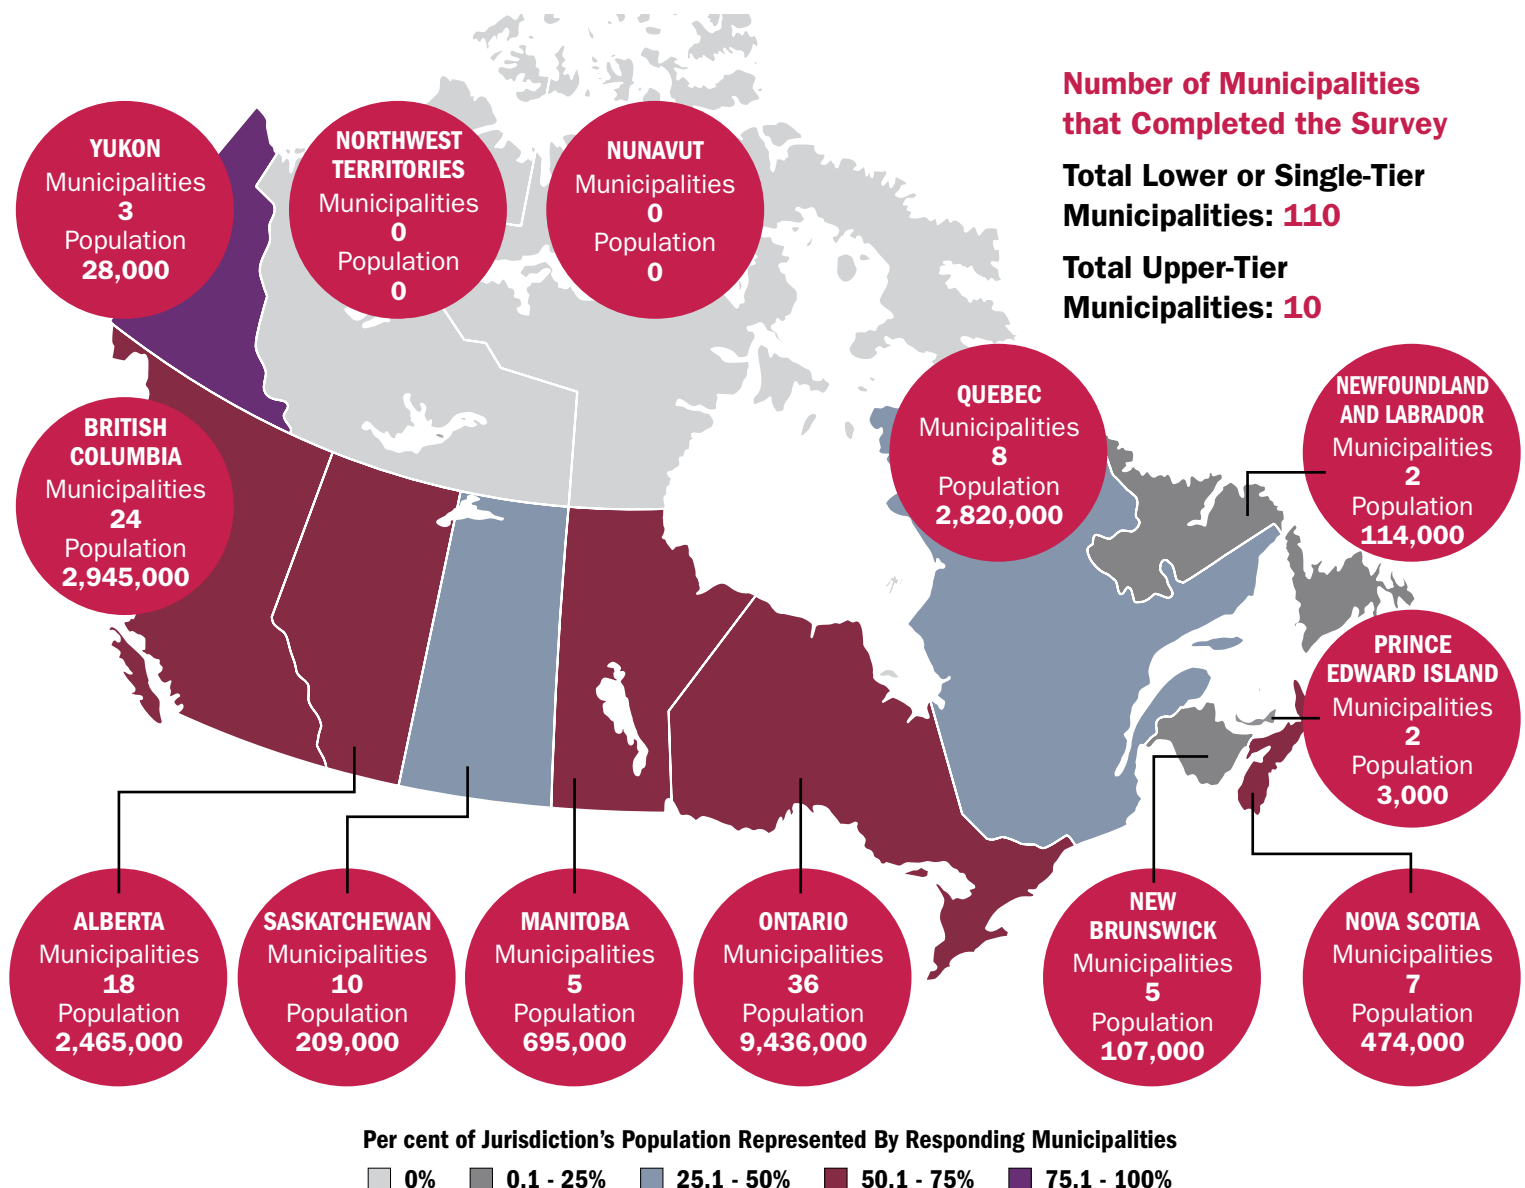 Number of Municipalities
that Completed the Survey
Total Lower or Single-Tier
Municipalities: 110
Total Upper-Tier
Municipalities: 10
YUKON
Municipalities
3
Population
28,000
NORTHWEST
TERRITORIES
Municipalities
0
Population
0
NUNAVUT
Municipalities
0
Population
0
BRITISH
COLUMBIA
Municipalities
24
Population
2,945,000
QUEBEC
Municipalities
8
Population
2,820,000
NEWFOUNDLAND
AND LABRADOR
Municipalities
2
Population
114,000
PRINCE
EDWARD ISLAND
Municipalities
2
Population
3,000
ALBERTA
Municipalities
18
Population
2,465,000
SASKATCHEWAN
Municipalities
10
Population
209,000
MANITOBA
Municipalities
5
Population
695,000
ONTARIO
Municipalities
36
Population
9,436,000
NEW
BRUNSWICK
Municipalities
5
Population
107,000
NOVA SCOTIA
Municipalities
7
Population
474,000
Per cent of Jurisdiction's Population Represented By Responding Municipalities
0% 0.1 - 25% 25.1 - 50% 50.1 - 75% 75.1 - 100%